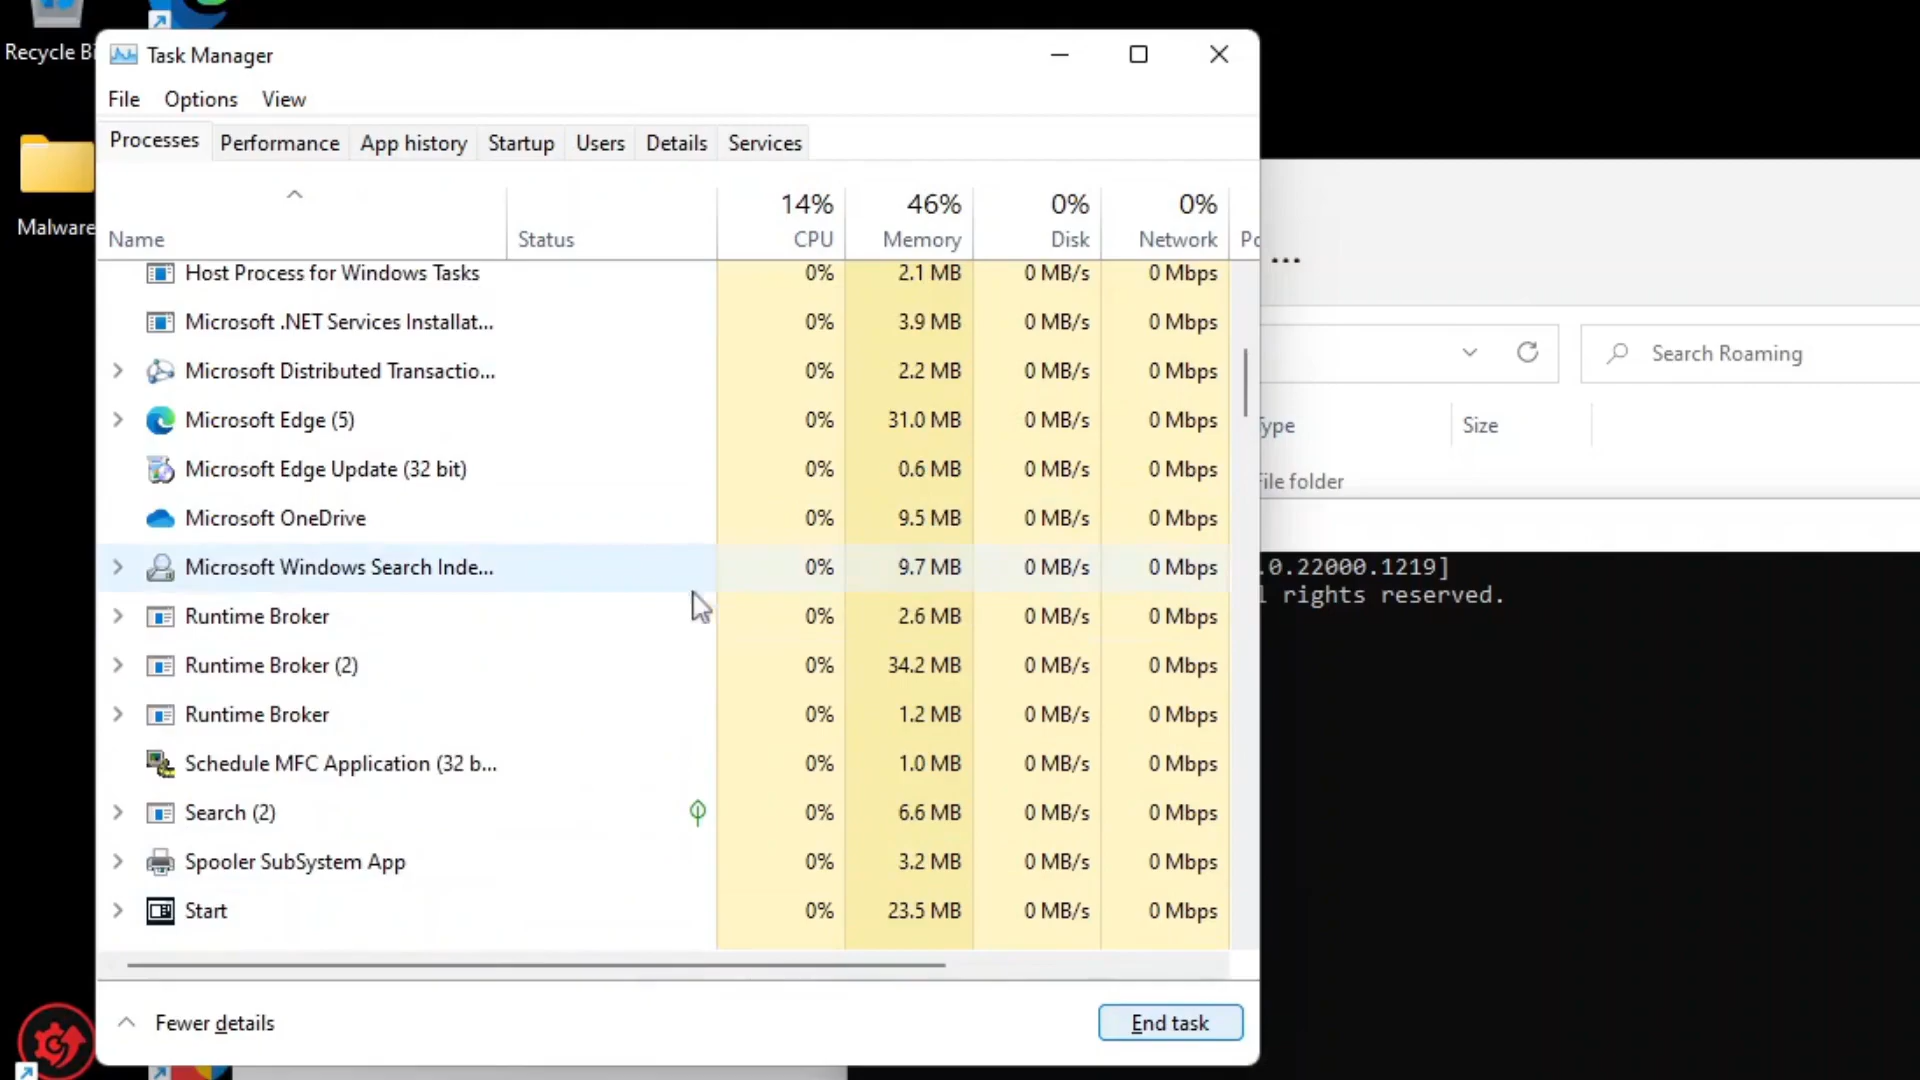 Recycle Bi
Task Manager
File Options View
Processes Performance App history Startup Users Details Services
Malware
14% 46% 0% 0%
Name Status CPU Memory Disk Network Po
Host Process for Windows Tasks 0% 2.1 MB 0 MB/s 0 Mbps
Microsoft .NET Services Installat... 0% 3.9 MB 0 MB/s 0 Mbps
Microsoft Distributed Transactio... 0% 2.2 MB 0 MB/s 0 Mbps
Microsoft Edge (5) 0% 31.0 MB 0 MB/s 0 Mbps
Microsoft Edge Update (32 bit) 0% 0.6 MB 0 MB/s 0 Mbps
Microsoft OneDrive 0% 9.5 MB 0 MB/s 0 Mbps
Microsoft Windows Search Inde... 0% 9.7 MB 0 MB/s 0 Mbps
Runtime Broker 0% 2.6 MB 0 MB/s 0 Mbps
Runtime Broker (2) 0% 34.2 MB 0 MB/s 0 Mbps
Runtime Broker 0% 1.2 MB 0 MB/s 0 Mbps
Schedule MFC Application (32 b... 0% 1.0 MB 0 MB/s 0 Mbps
Search (2) 0% 6.6 MB 0 MB/s 0 Mbps
Spooler SubSystem App 0% 3.2 MB 0 MB/s 0 Mbps
Start 0% 23.5 MB 0 MB/s 0 Mbps
Fewer details End task
...
Search Roaming
ype Size
File folder
.0.22000.1219]
l rights reserved.